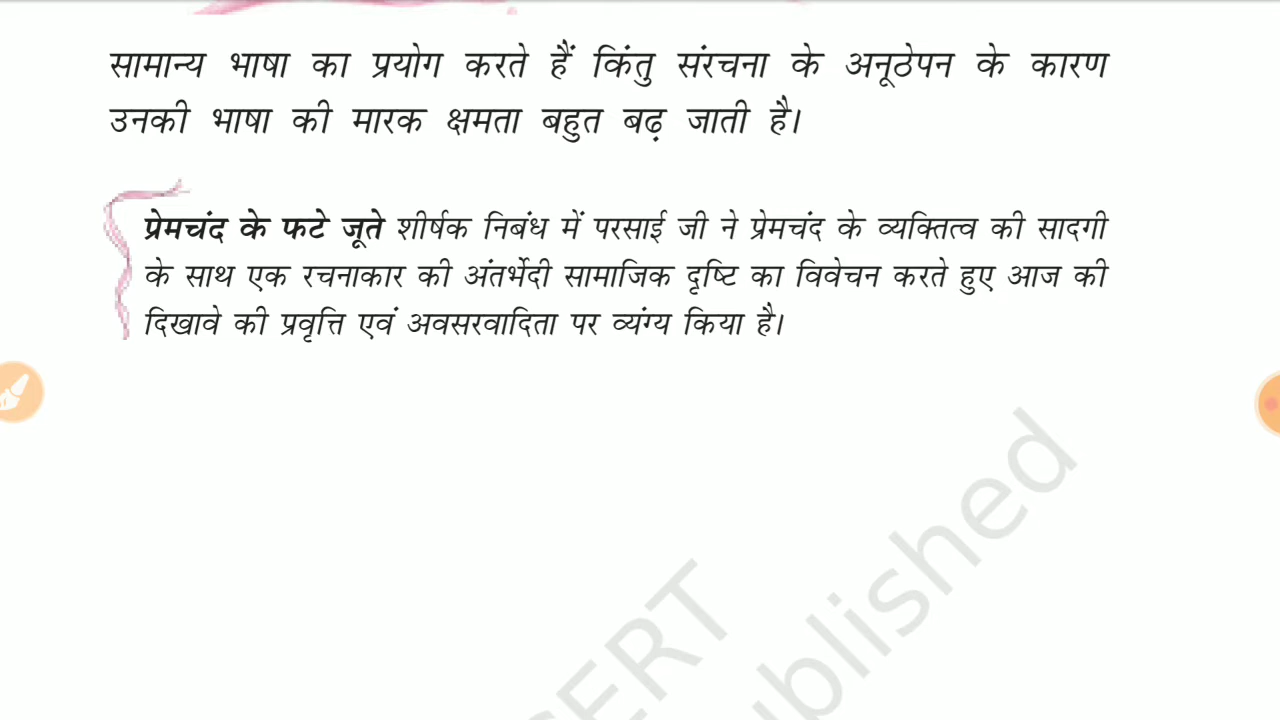 सामान्य भाषा का प्रयोग करते हैं किंतु संरचना के अनूठेपन के कारण
उनकी भाषा की मारक क्षमता बहुत बढ़ जाती है।
प्रेमचंद के फटे जूते शीर्षक निबंध में परसाई जी ने प्रेमचंद के व्यक्तित्व की सादगी
के साथ एक रचनाकार की अंतर्भेदी सामाजिक दृष्टि का विवेचन करते हुए आज की
दिखावे की प्रवृत्ति एवं अवसरवादिता पर व्यंग्य किया है।